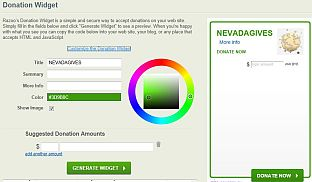 Donation Widget
Razoo's Donation Widget is a simple and secure way to accept donations on your web site.
Simply fill in the fields below and click "Generate Widget" to see a preview. When you're happy
with what you see you can copy the code below into your web site, your blog, or any place that
accepts HTML and JavaScript!
Customize the Donation Widget
Title NEVADAGIVES
Summary
More Info
Color #3D9B0C
Show Image
Suggested Donation Amounts
$
add another amount
GENERATE WIDGET
NEVADAGIVES
More info
DONATE NOW
$
DONATE NOW